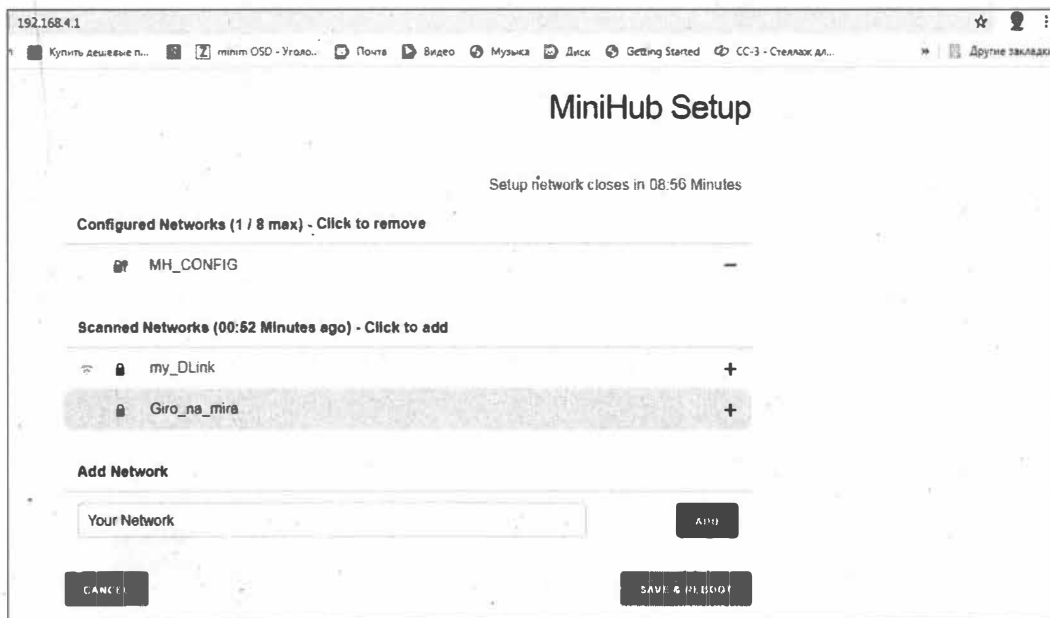 192.168.4.1
Купить дешевые п... minim OSD - Уголо... Почта Видео Музыка Диск Getting Started СС-3 - Стеллаж дл... » Другие закладки
MiniHub Setup
Setup network closes in 08:56 Minutes
Configured Networks (1 / 8 max) - Click to remove
MH_CONFIG
Scanned Networks (00:52 Minutes ago) - Click to add
my_DLink
Giro_na_mira
Add Network
Your Network ADD
CANCEL SAVE & REBOOT